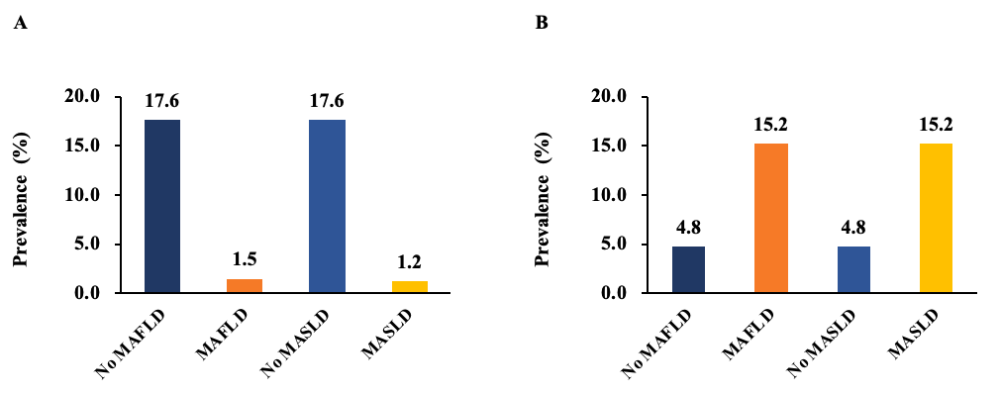 A
Prevalence (%)
20.0
15.0
10.0
5.0
0.0
17.6
1.5
17.6
1.2
No MAFLD
MAFLD
No MASLD
MASLD
B
Prevalence (%)
20.0
15.0
10.0
5.0
0.0
4.8
15.2
4.8
15.2
No MAFLD
MAFLD
No MASLD
MASLD